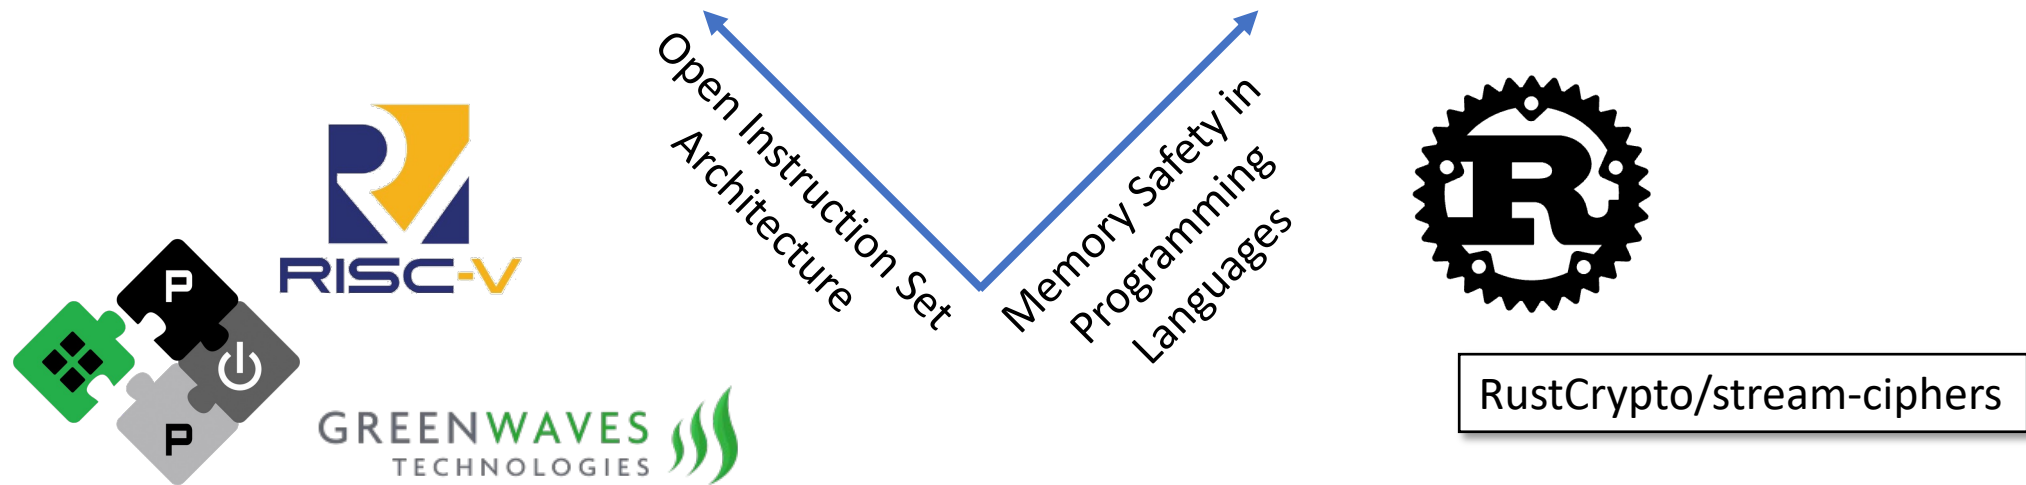 RISC-V
P
P
GREENWAVES
TECHNOLOGIES
Open Instruction Set
Architecture
Memory Safety in
Programming
Languages
R
RustCrypto/stream-ciphers